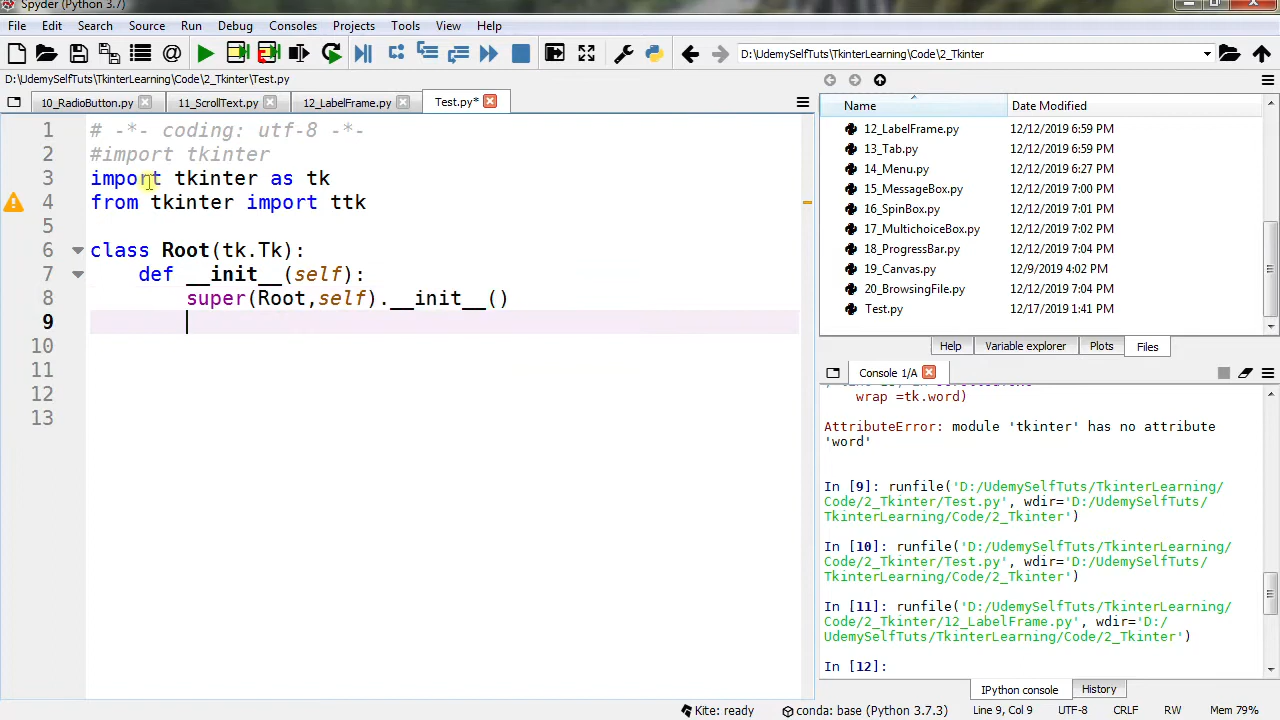 Spyder (Python 3.7)
File Edit Search Source Run Debug Consoles Projects Tools View Help
D:\UdemySelfTuts\TkinterLearning\Code\2_Tkinter
D:\UdemySelfTuts\TkinterLearning\Code\2_Tkinter\Test.py
10_RadioButton.py 11_ScrollText.py 12_LabelFrame.py Test.py*
1 # -*- coding: utf-8 -*-
2 #import tkinter
3 import tkinter as tk
4 from tkinter import ttk
5
6 class Root(tk.Tk):
7 def __init__(self):
8 super(Root,self).__init__()
9
10
11
12
13
Name Date Modified
12_LabelFrame.py 12/12/2019 6:59 PM
13_Tab.py 12/12/2019 6:59 PM
14_Menu.py 12/12/2019 6:27 PM
15_MessageBox.py 12/12/2019 7:00 PM
16_SpinBox.py 12/12/2019 7:01 PM
17_MultichoiceBox.py 12/12/2019 7:02 PM
18_ProgressBar.py 12/12/2019 7:04 PM
19_Canvas.py 12/9/2019 4:02 PM
20_BrowsingFile.py 12/12/2019 7:04 PM
Test.py 12/17/2019 1:41 PM
Help Variable explorer Plots Files
Console 1/A
wrap =tk.word)
AttributeError: module 'tkinter' has no attribute
'word'
In [9]: runfile('D:/UdemySelfTuts/TkinterLearning/
Code/2_Tkinter/Test.py', wdir='D:/UdemySelfTuts/
TkinterLearning/Code/2_Tkinter')
In [10]: runfile('D:/UdemySelfTuts/TkinterLearning/
Code/2_Tkinter/Test.py', wdir='D:/UdemySelfTuts/
TkinterLearning/Code/2_Tkinter')
In [11]: runfile('D:/UdemySelfTuts/TkinterLearning/
Code/2_Tkinter/12_LabelFrame.py', wdir='D:/
UdemySelfTuts/TkinterLearning/Code/2_Tkinter')
In [12]:
IPython console History
Kite: ready conda: base (Python 3.7.3) Line 9, Col 9 UTF-8 CRLF RW Mem 79%